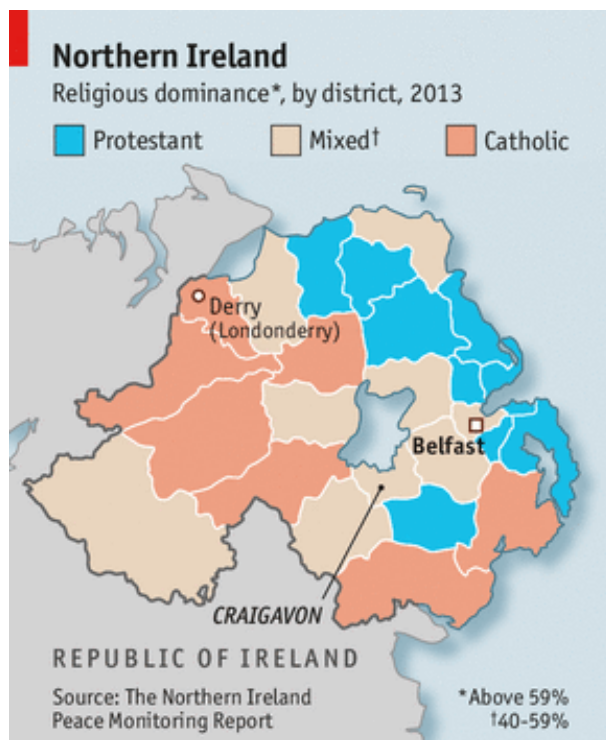 Northern Ireland
Religious dominance*, by district, 2013
Protestant
Mixed†
Catholic
Derry
(Londonderry)
Belfast
CRAIGAVON
REPUBLIC OF IRELAND
Source: The Northern Ireland
Peace Monitoring Report
*Above 59%
†40-59%